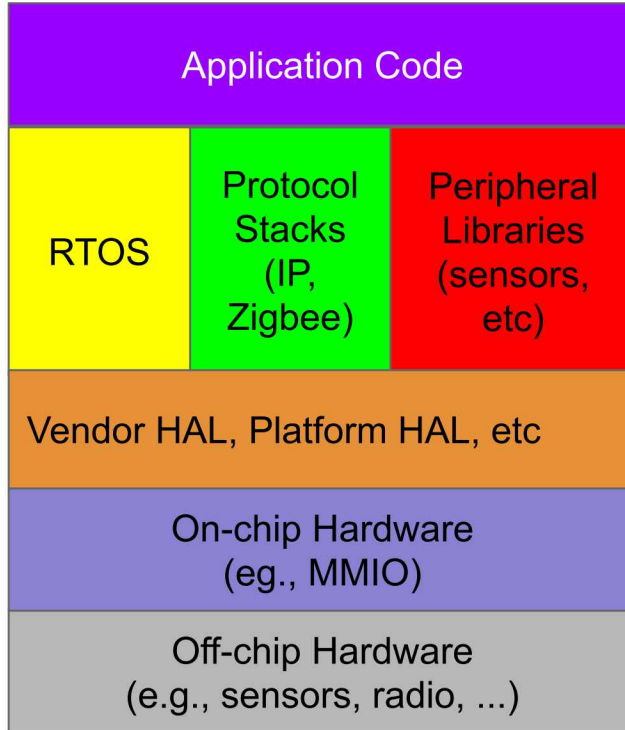 Application Code
RTOS
Protocol
Stacks
(IP,
Zigbee)
Peripheral
Libraries
(sensors,
etc)
Vendor HAL, Platform HAL, etc
On-chip Hardware
(eg., MMIO)
Off-chip Hardware
(e.g., sensors, radio, ...)